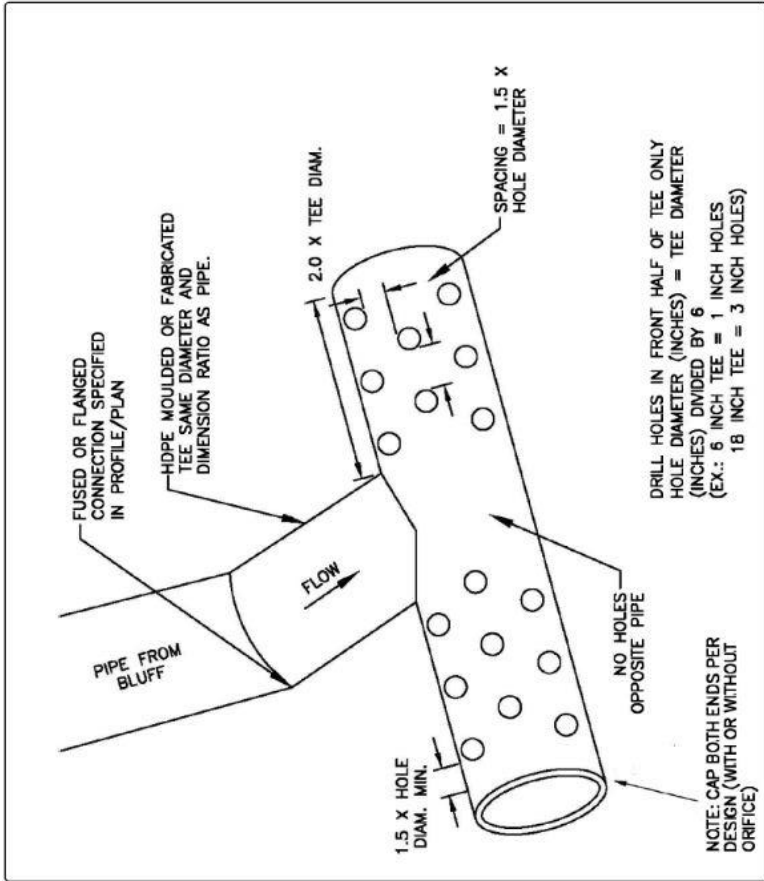 FUSED OR FLANGED
CONNECTION SPECIFIED
IN PROFILE/PLAN
HDPE MOULDED OR FABRICATED
TEE SAME DIAMETER AND
DIMENSION RATIO AS PIPE.
2.0 X TEE DIAM.
PIPE FROM
BLUFF
FLOW
SPACING = 1.5 X
HOLE DIAMETER
1.5 X HOLE
DIAM. MIN.
NO HOLES
OPPOSITE PIPE
DRILL HOLES IN FRONT HALF OF TEE ONLY
HOLE DIAMETER (INCHES) = TEE DIAMETER
(INCHES) DIVIDED BY 6
(EX.: 6 INCH TEE = 1 INCH HOLES
18 INCH TEE = 3 INCH HOLES)
NOTE: CAP BOTH ENDS PER
DESIGN (WITH OR WITHOUT
ORIFICE)